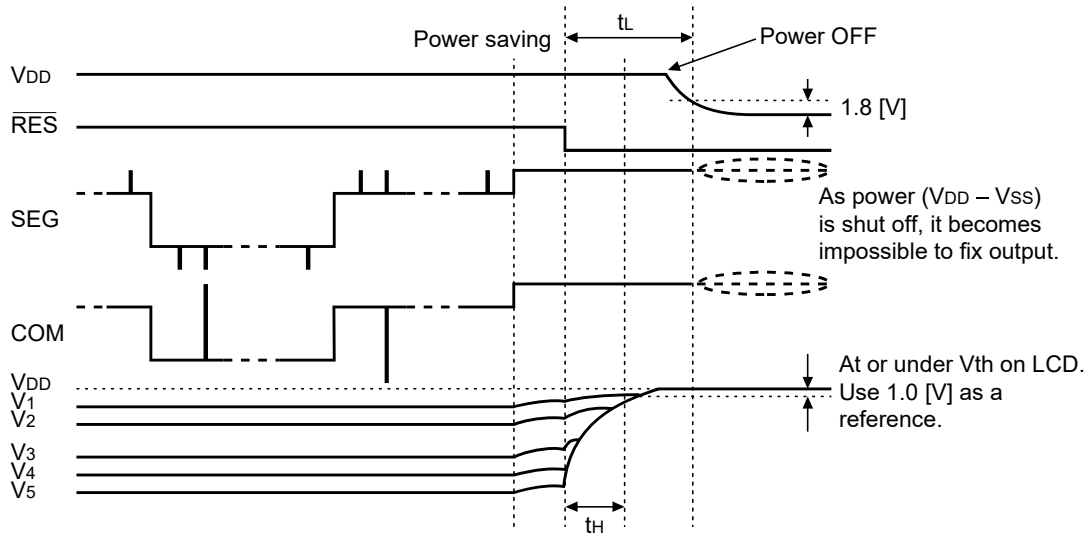 tL
Power saving
Power OFF
VDD
1.8 [V]
RES
SEG
As power (VDD – VSS)
is shut off, it becomes
impossible to fix output.
COM
VDD
At or under Vth on LCD.
Use 1.0 [V] as a
reference.
V1
V2
V3
V4
V5
tH